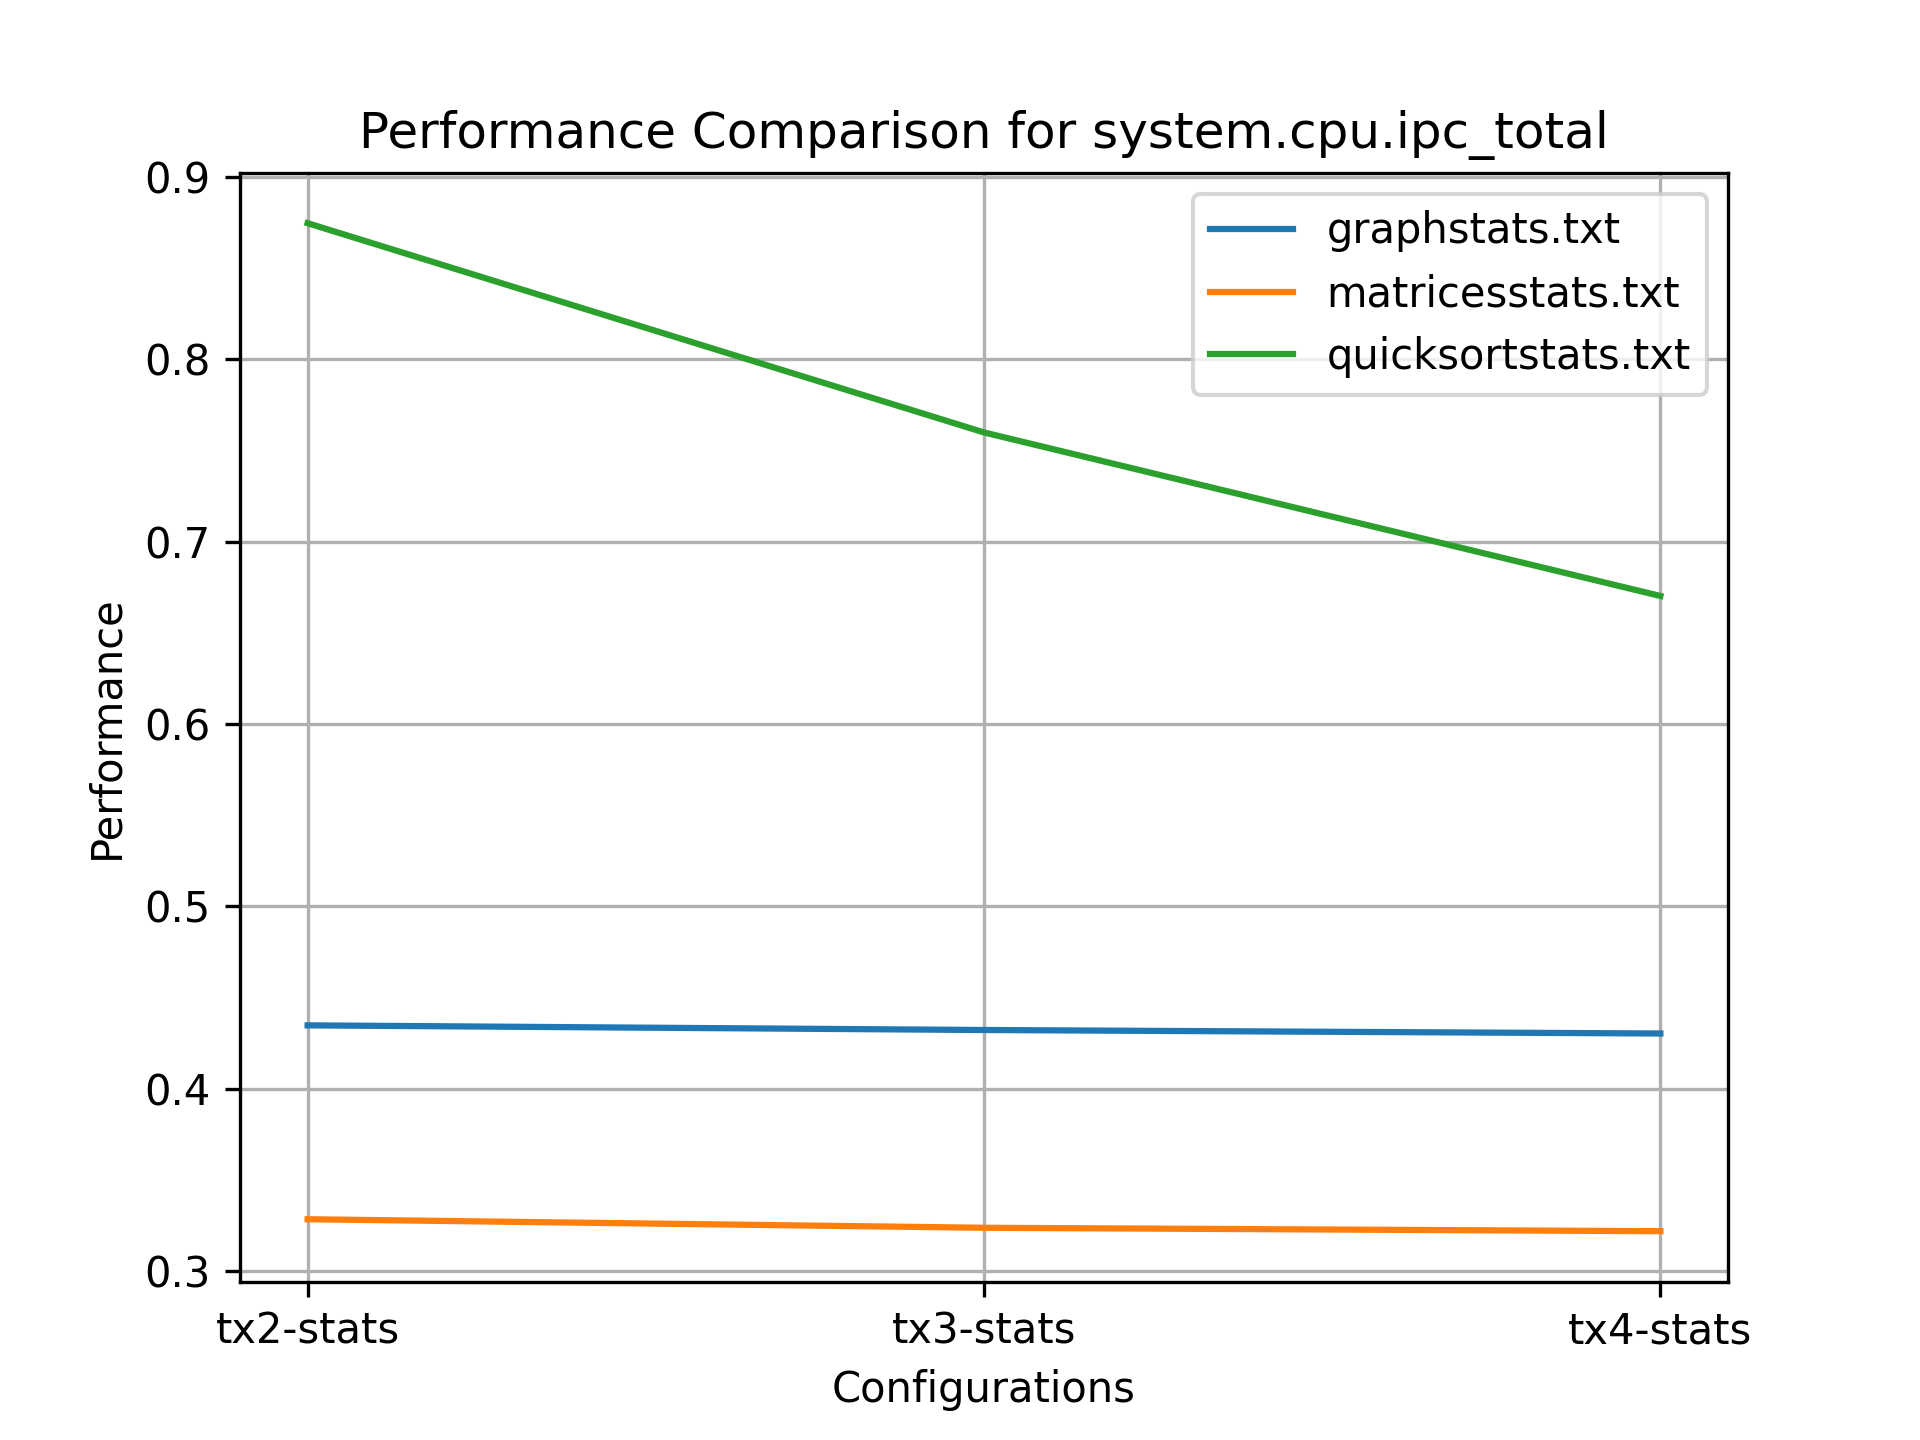 Performance Comparison for system.cpu.ipc_total
graphstats.txt
matricesstats.txt
quicksortstats.txt
0.9
0.8
0.7
0.6
0.5
0.4
0.3
Performance
tx2-stats
tx3-stats
tx4-stats
Configurations